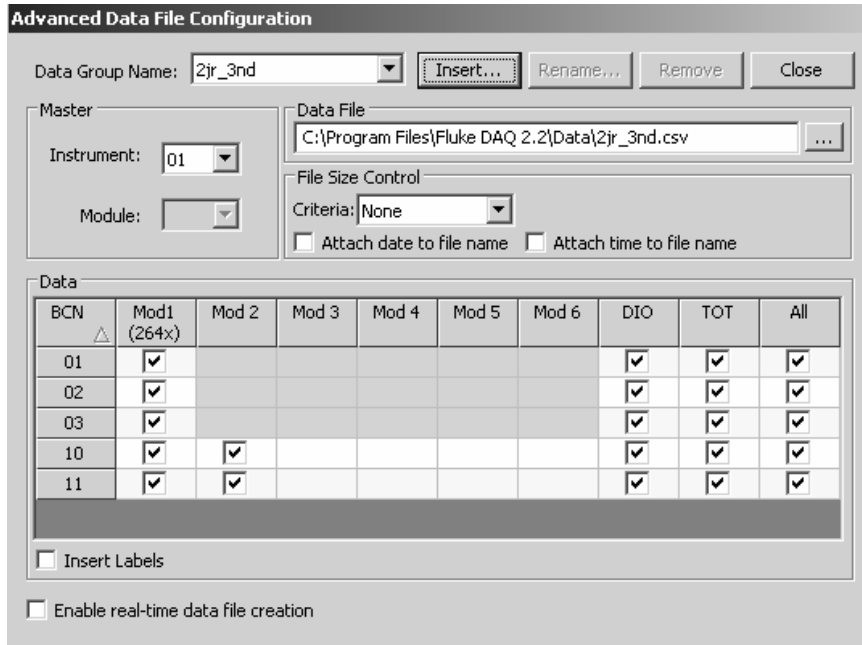 Advanced Data File Configuration
Data Group Name: 2jr_3nd Insert... Rename... Remove Close
Master
Instrument: 01
Module:
Data File
C:\Program Files\Fluke DAQ 2.2\Data\2jr_3nd.csv ...
File Size Control
Criteria: None
Attach date to file name Attach time to file name
Data
BCN Mod1 (264x) Mod 2 Mod 3 Mod 4 Mod 5 Mod 6 DIO TOT All
01
02
03
10
11
Insert Labels
Enable real-time data file creation